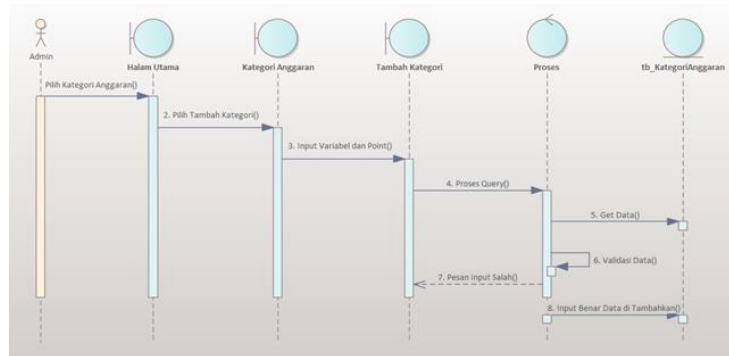 Admin
Halam Utama
Kategori Anggaran
Tambah Kategori
Proses
tb_KategoriAnggaran
Pilih Kategori Anggaran()
2. Pilih Tambah Kategori()
3. Input Variabel dan Point()
4. Proses Query()
5. Get Data()
6. Validasi Data()
7. Pesan Input Salah()
8. Input Benar Data di Tambahkan()